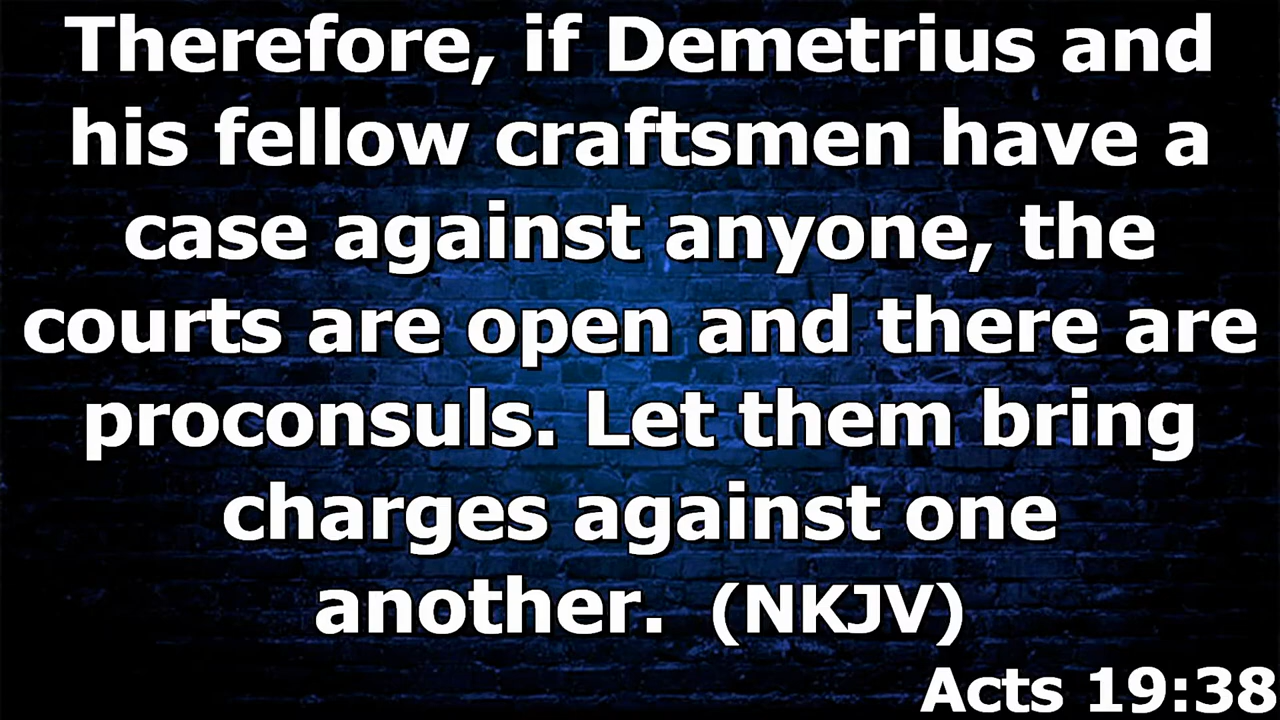 Therefore, if Demetrius and
his fellow craftsmen have a
case against anyone, the
courts are open and there are
proconsuls. Let them bring
charges against one
another. (NKJV)
Acts 19:38